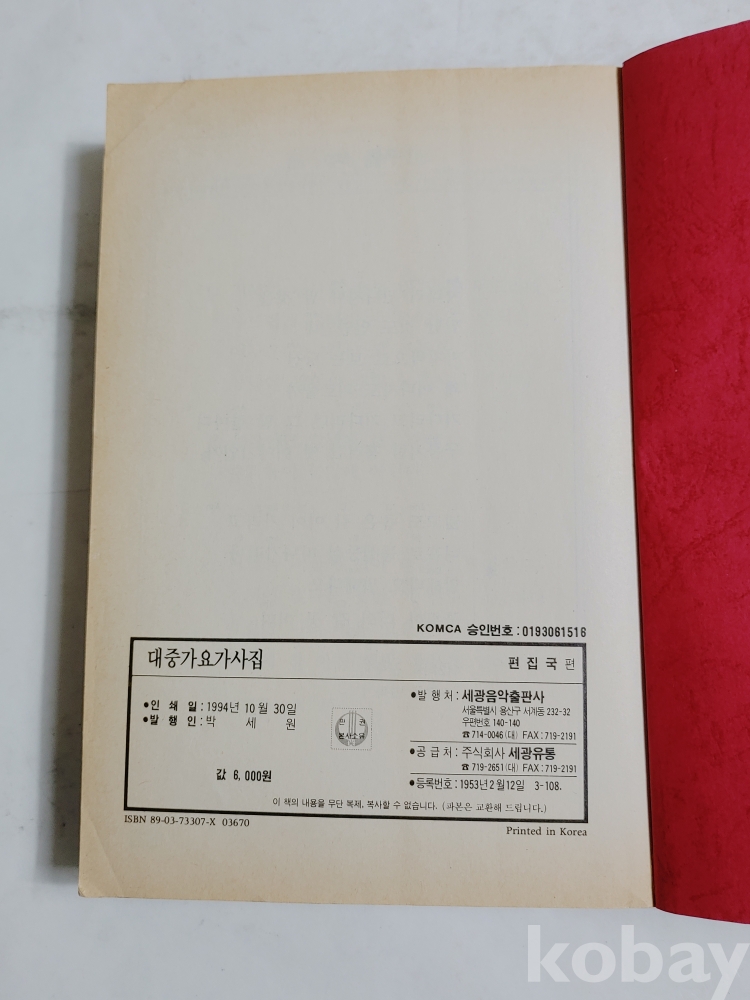 KOMCA 승인번호 : 0193061516
대중가요가사집
편 집 국 편
●인 쇄 일 : 1994년 10월 30일
●발 행 인 : 박 세 원
값 6,000원
●발 행 처 : 세광음악출판사
서울특별시 용산구 서계동 232-32
우편번호 140-140
☎714-0046(대) FAX : 719-2191
●공 급 처 : 주식회사 세광유통
☎719-2651(대) FAX : 719-2191
●등록번호 : 1953년 2월 12일 3-108.
이 책의 내용을 무단 복제, 복사할 수 없습니다. (파본은 교환해 드립니다.)
ISBN 89-03-73307-X 03670
Printed in Korea
kobay